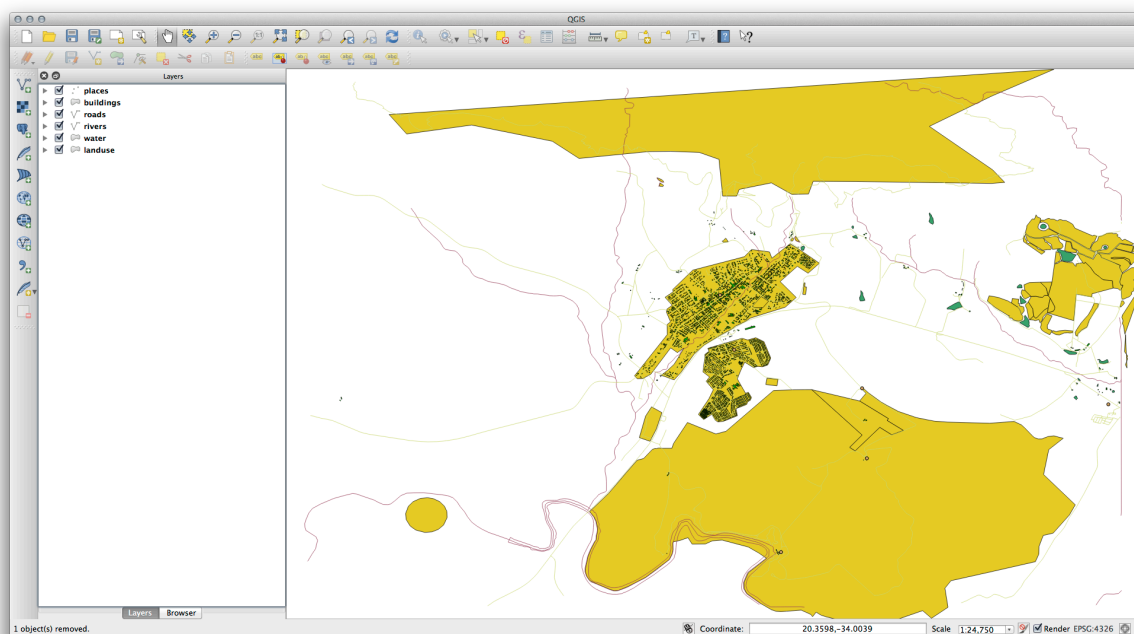 QGIS
Layers
places
buildings
roads
rivers
water
landuse
Layers Browser
1 object(s) removed.
Coordinate: 20.3598,-34.0039 Scale 1:24,750 Render EPSG:4326